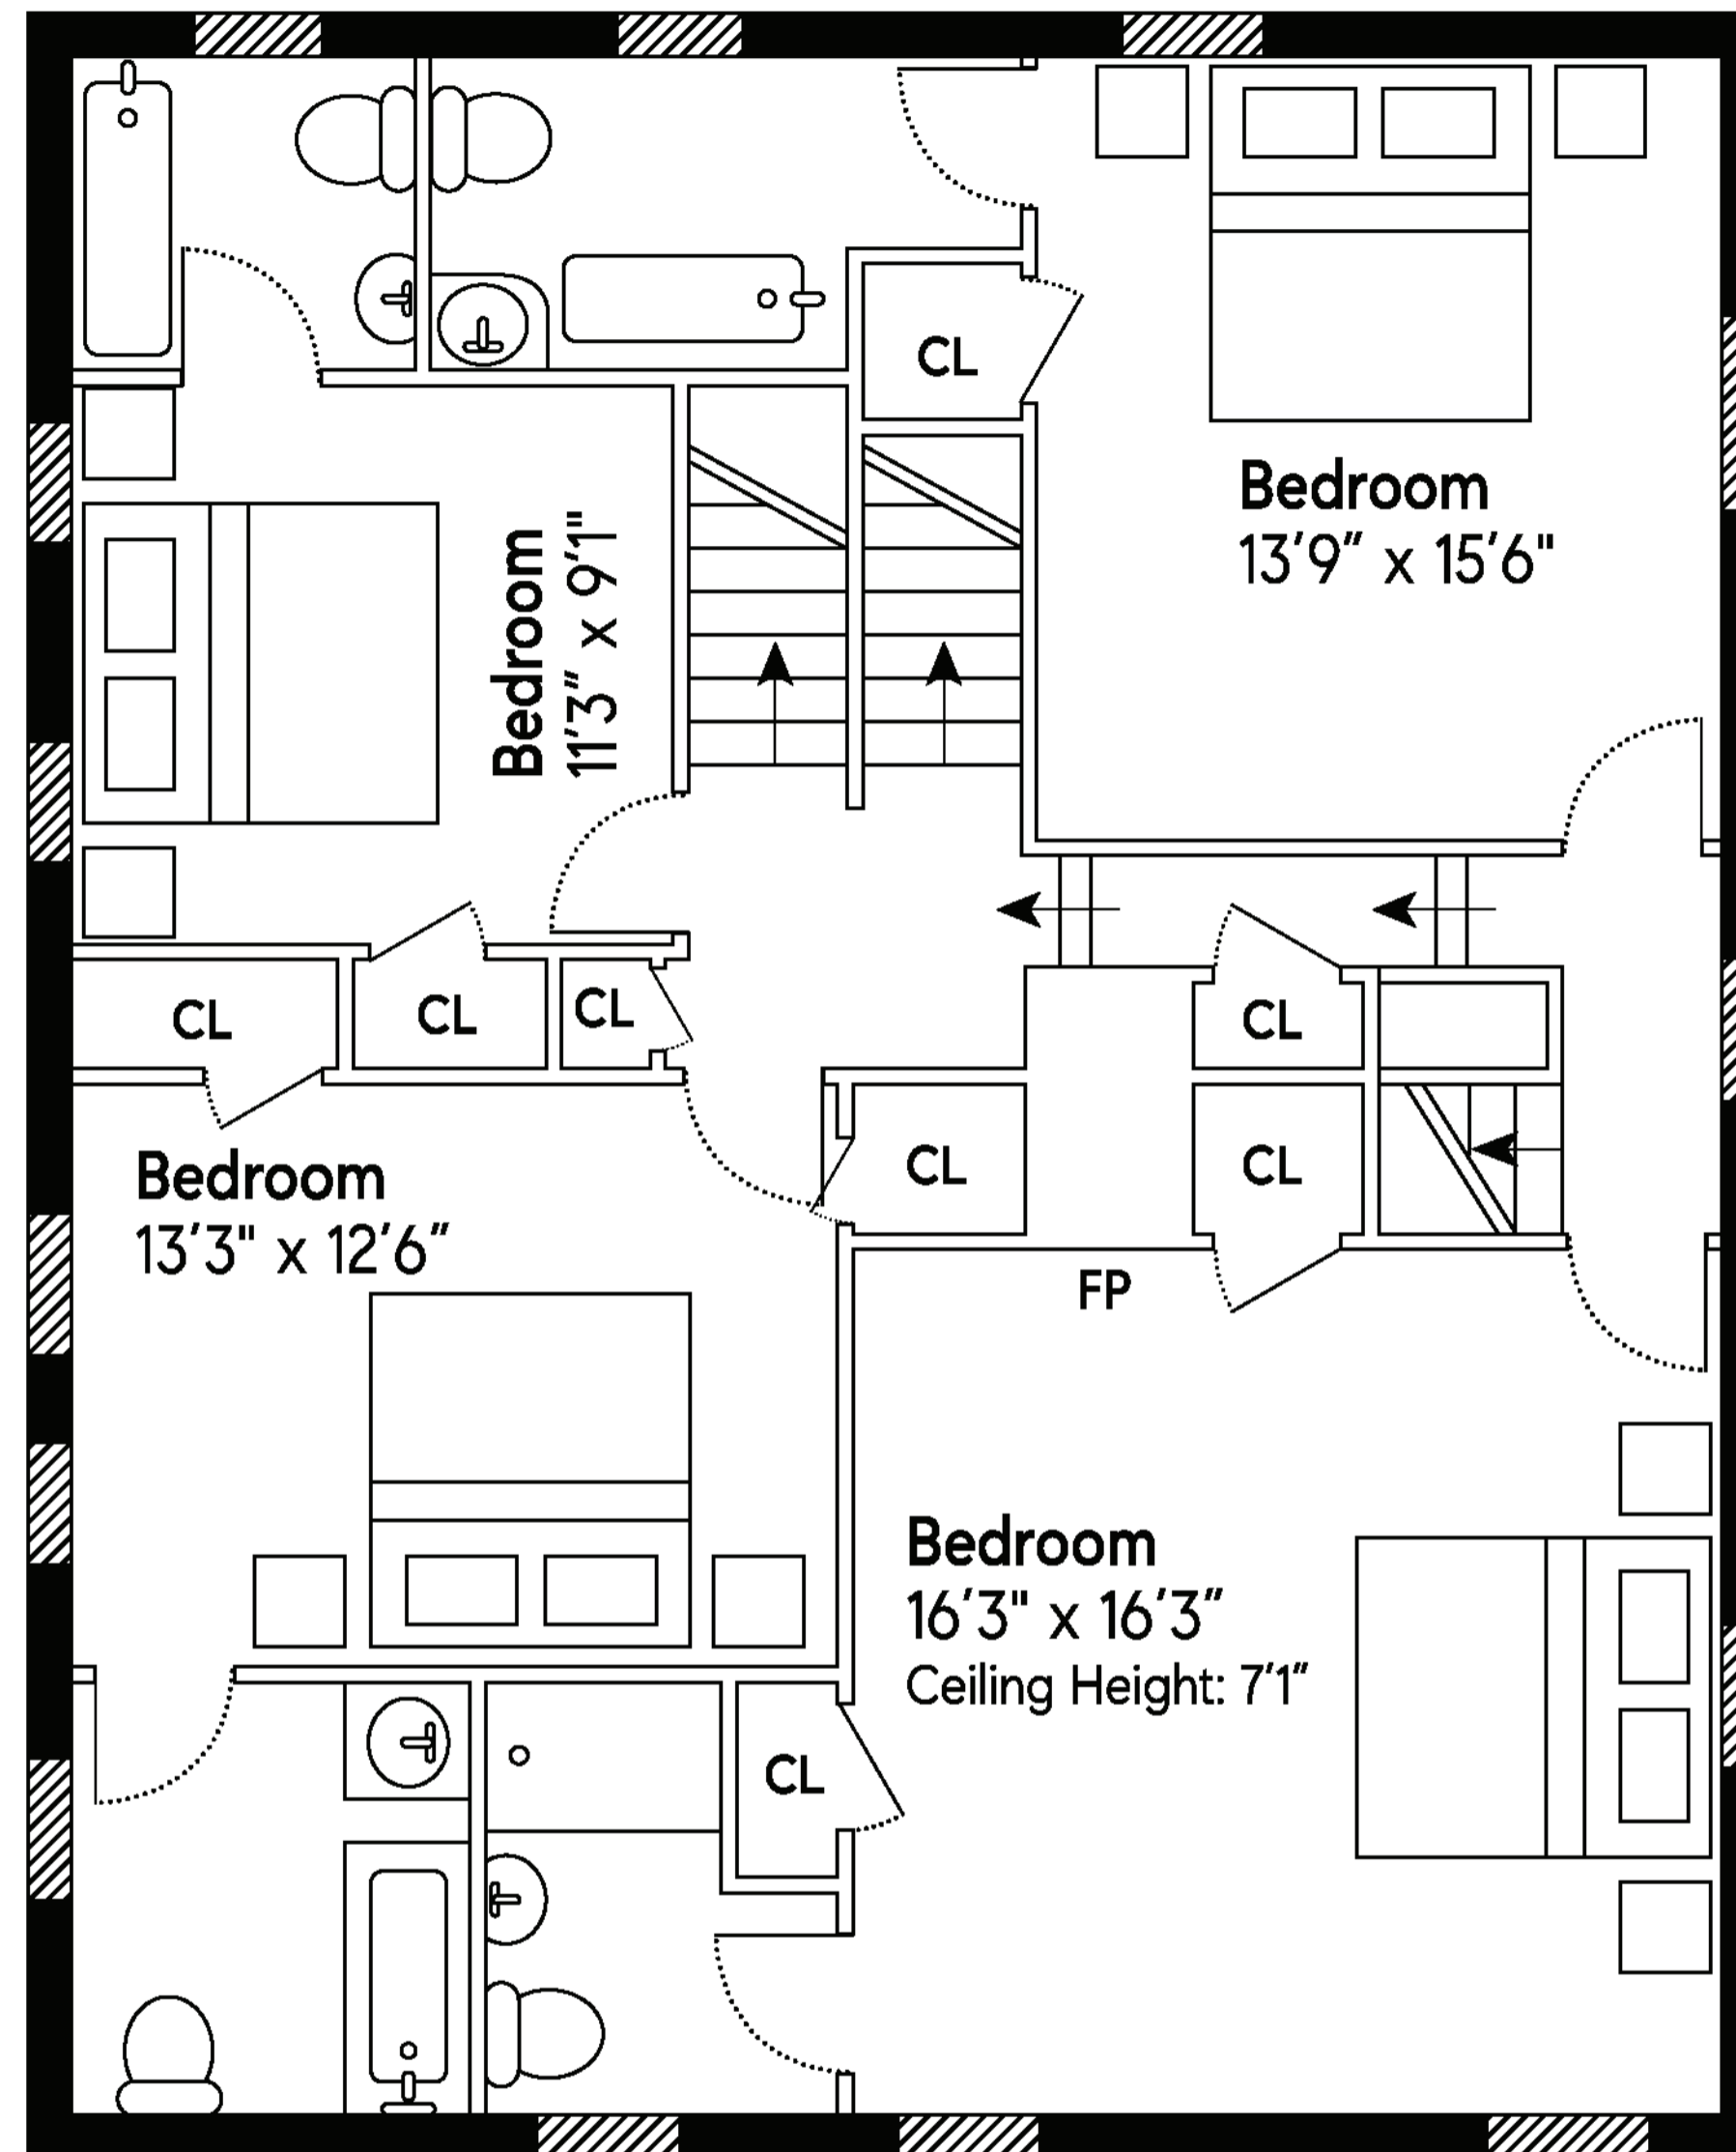 CL
Bedroom
13′9″ x 15′6"
Bedroom
11′3″ x 9′1"
CL
CL
CL
CL
CL
CL
Bedroom
13′3" x 12′6″
FP
Bedroom
16′3" x 16′3″
Ceiling Height: 7′1″
CL